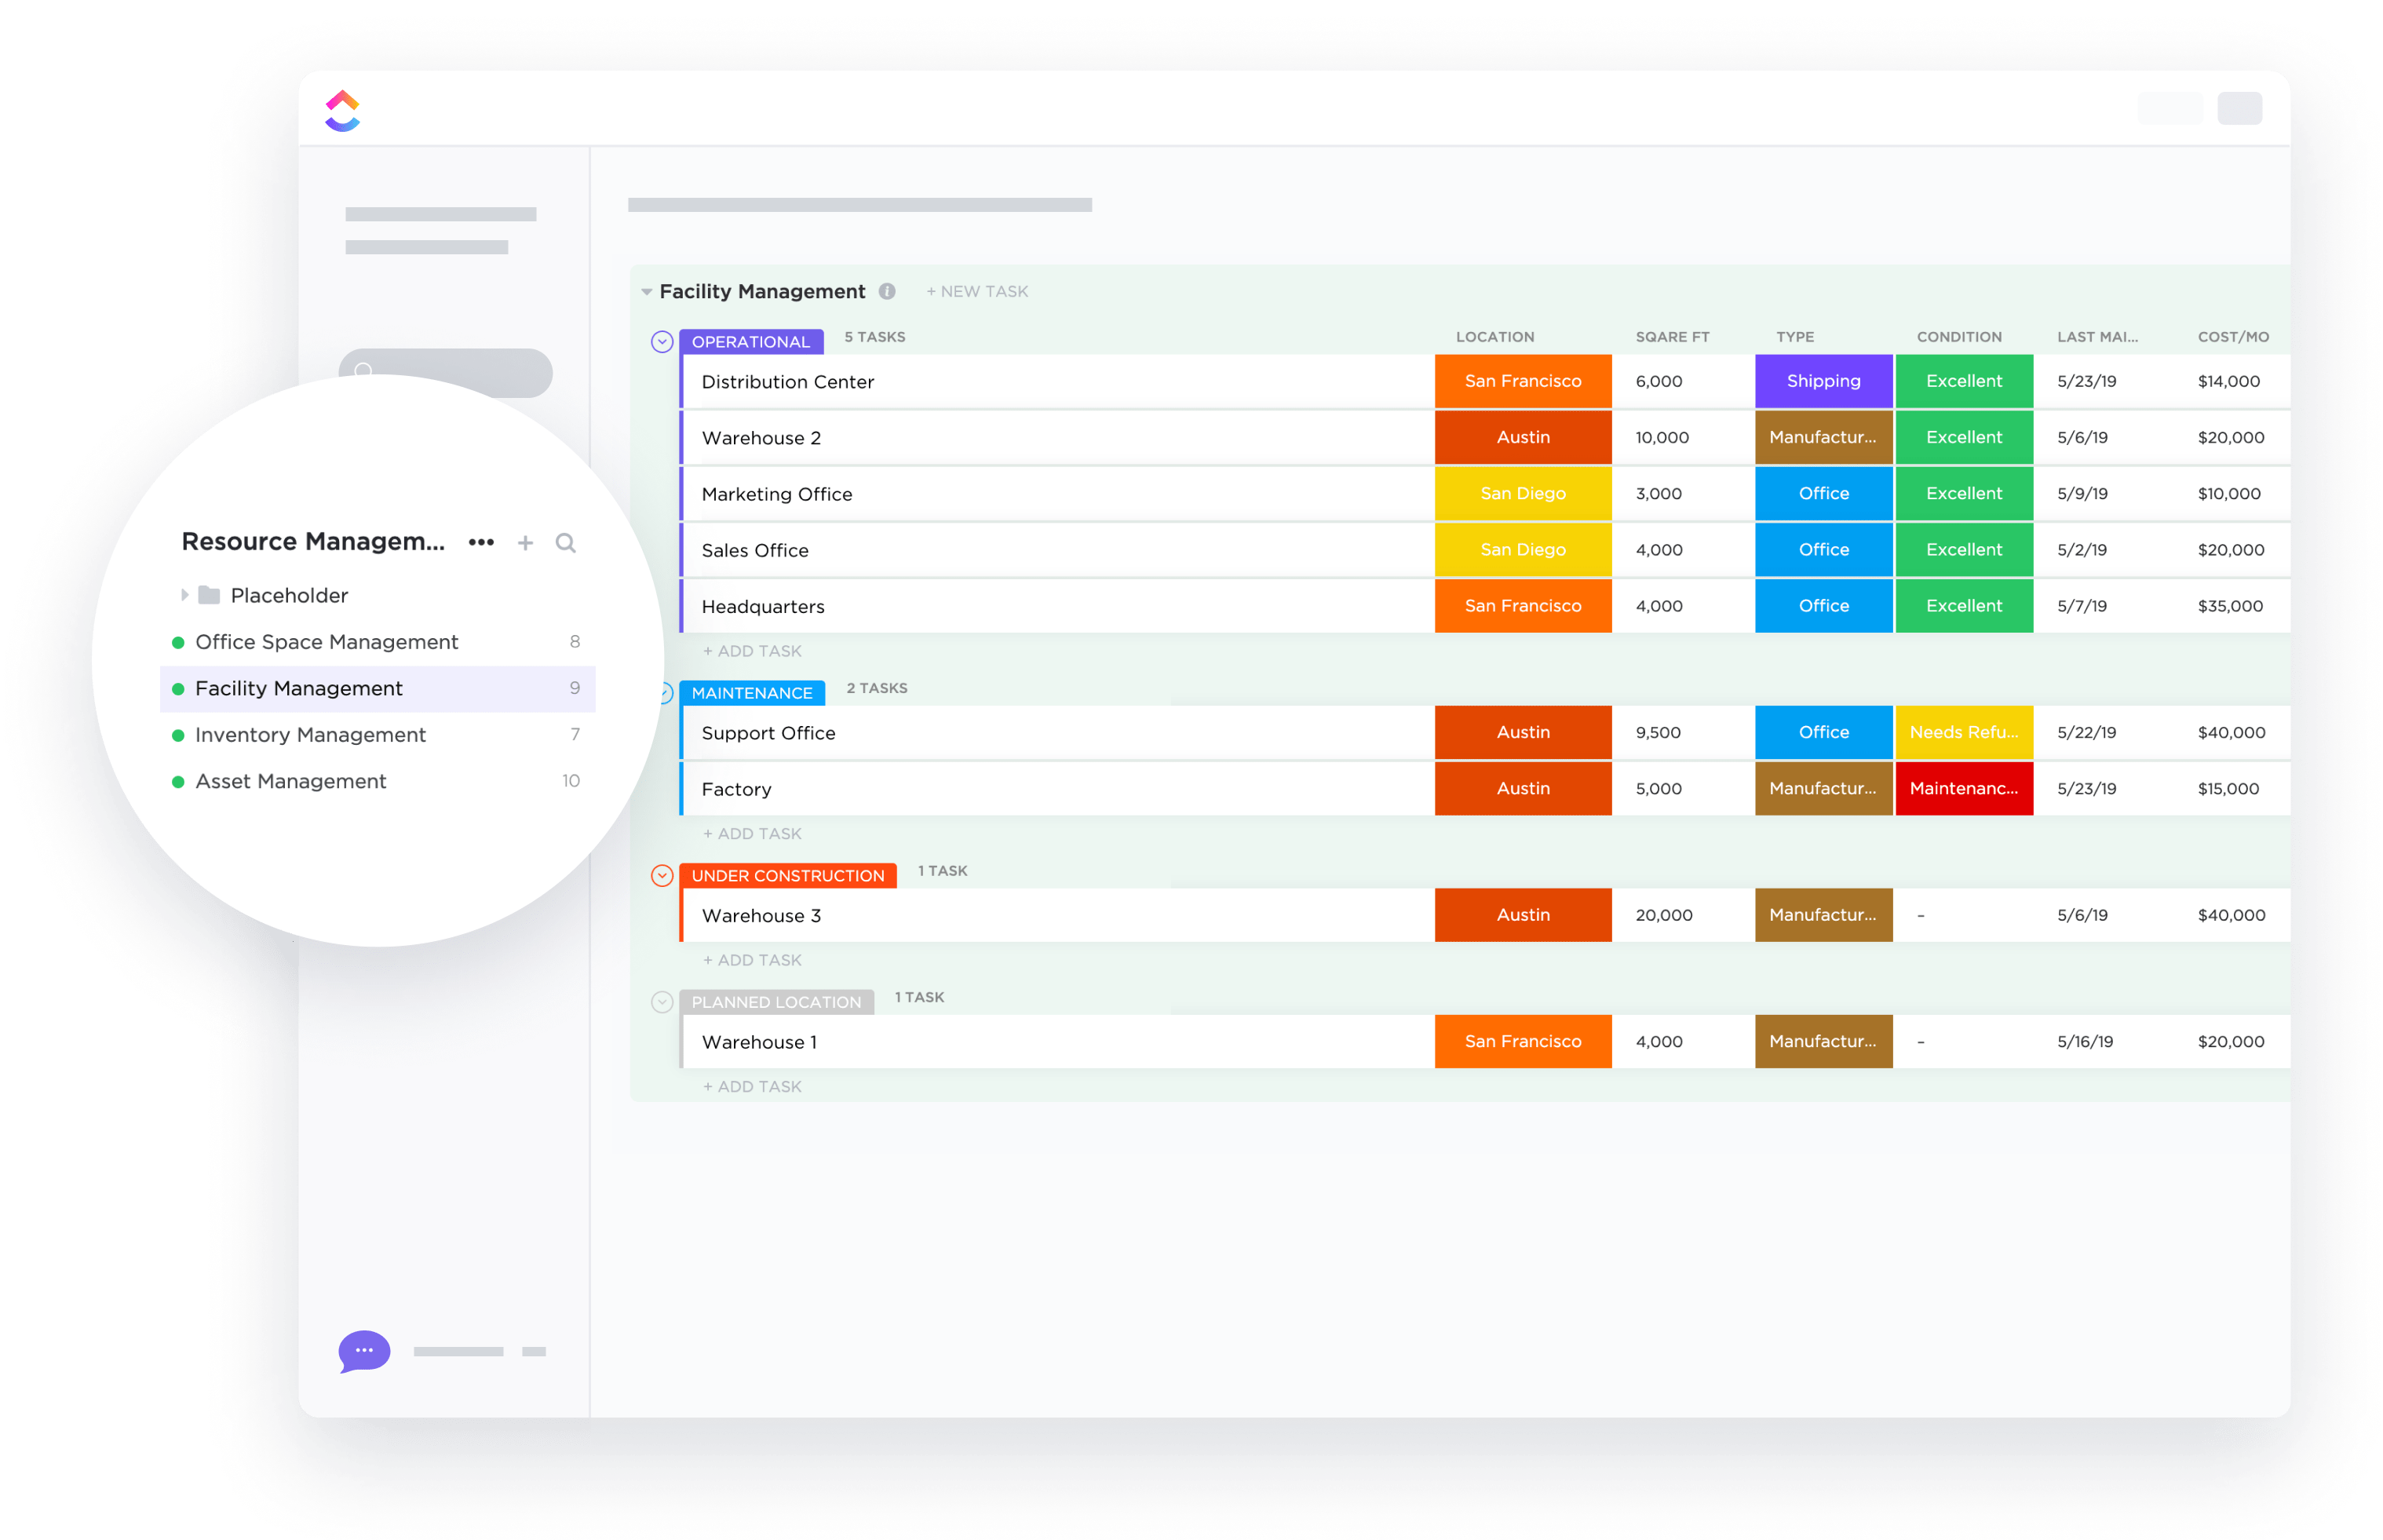 Facility Management + NEW TASK
OPERATIONAL 5 TASKS LOCATION SQARE FT TYPE CONDITION LAST MAI... COST/MO
Distribution Center San Francisco 6,000 Shipping Excellent 5/23/19 $14,000
Warehouse 2 Austin 10,000 Manufactur... Excellent 5/6/19 $20,000
Marketing Office San Diego 3,000 Office Excellent 5/9/19 $10,000
Sales Office San Diego 4,000 Office Excellent 5/2/19 $20,000
Headquarters San Francisco 4,000 Office Excellent 5/7/19 $35,000
+ ADD TASK
MAINTENANCE 2 TASKS
Support Office Austin 9,500 Office Needs Refu... 5/22/19 $40,000
Factory Austin 5,000 Manufactur... Maintenanc... 5/23/19 $15,000
+ ADD TASK
UNDER CONSTRUCTION 1 TASK
Warehouse 3 Austin 20,000 Manufactur... – 5/6/19 $40,000
+ ADD TASK
PLANNED LOCATION 1 TASK
Warehouse 1 San Francisco 4,000 Manufactur... – 5/16/19 $20,000
+ ADD TASK
Resource Managem... ••• +
Placeholder
Office Space Management 8
Facility Management 9
Inventory Management 7
Asset Management 10